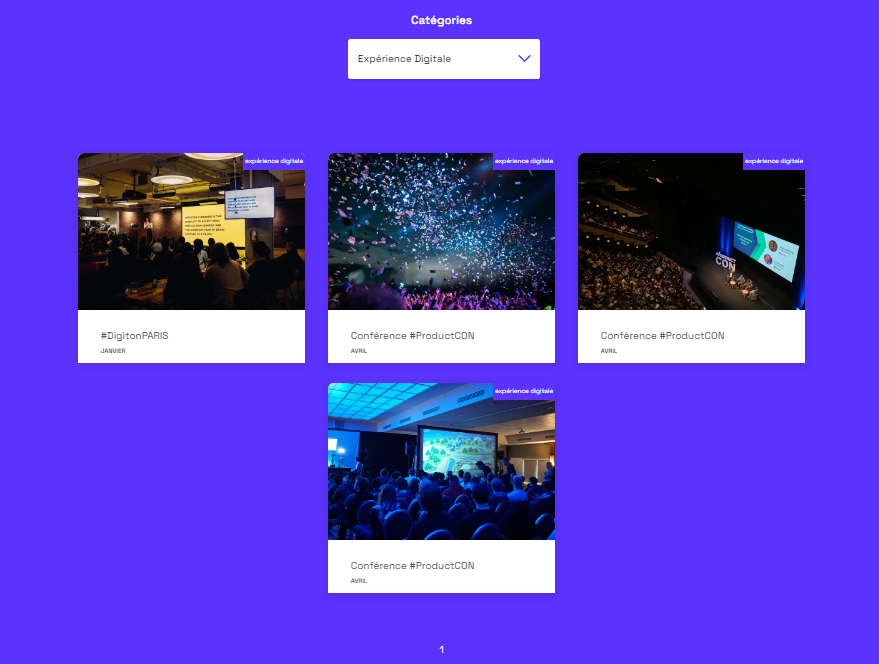 Catégories
Expérience Digitale
expérience digitale
expérience digitale
expérience digitale
CON
#DigitonPARIS
JANVIER
Conférence #ProductCON
AVRIL
Conférence #ProductCON
AVRIL
expérience digitale
Conférence #ProductCON
AVRIL
1